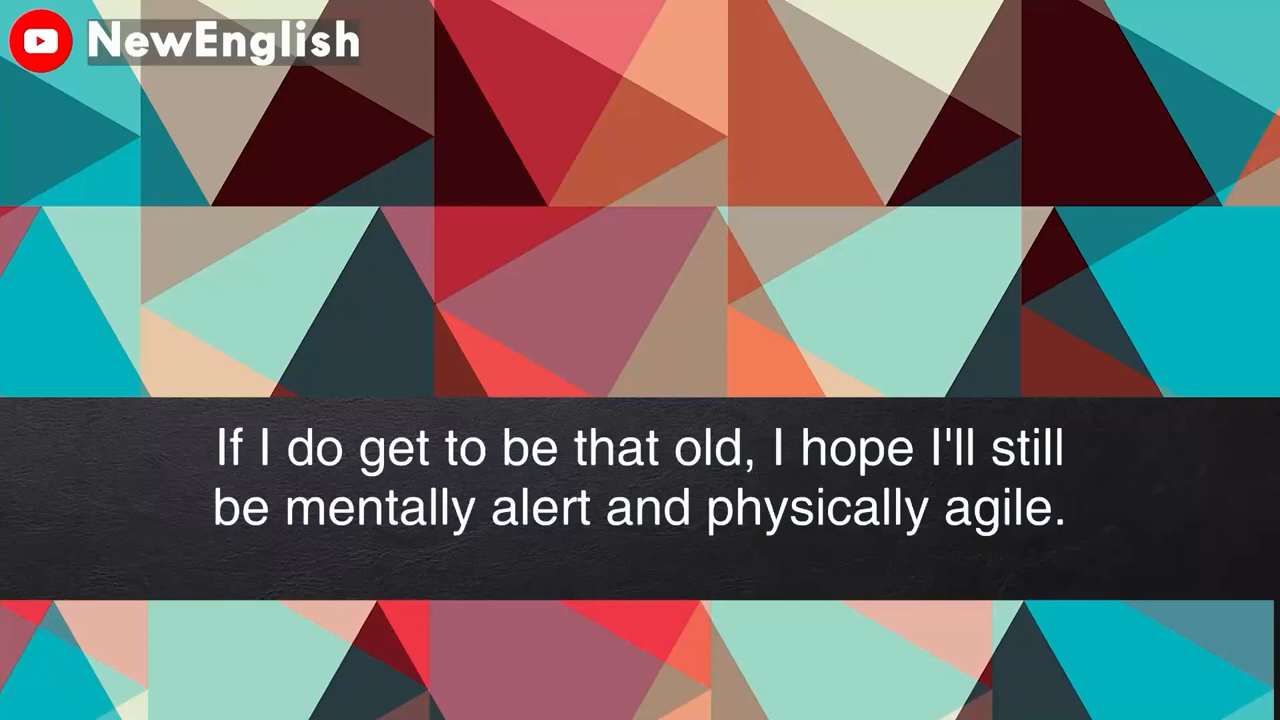 NewEnglish
If I do get to be that old, I hope I'll still
be mentally alert and physically agile.